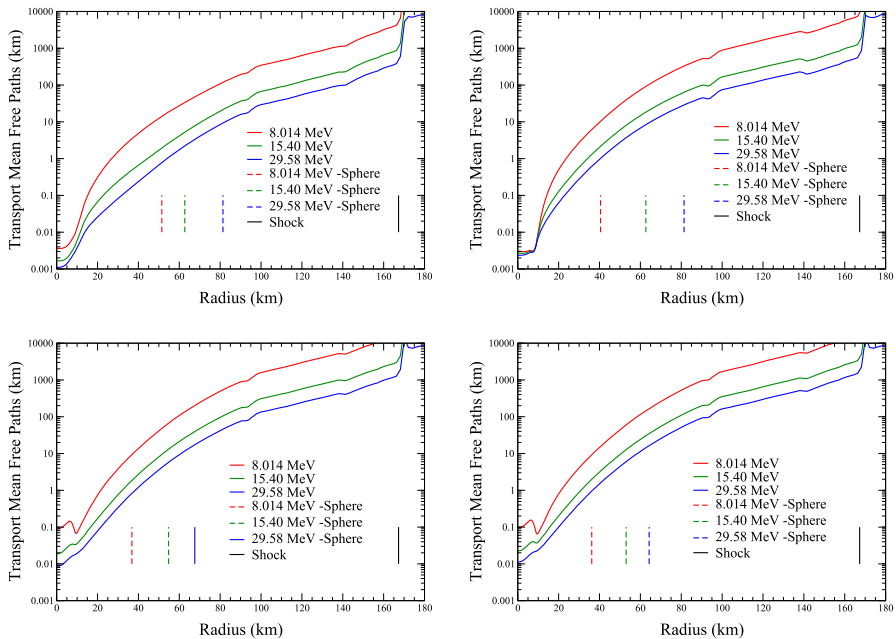 10000
1000
100
10
1
0.1
0.01
0.001
Transport Mean Free Paths (km)
8.014 MeV
15.40 MeV
29.58 MeV
8.014 MeV -Sphere
15.40 MeV -Sphere
29.58 MeV -Sphere
Shock
0 20 40 60 80 100 120 140 160 180
Radius (km)
10000
1000
100
10
1
0.1
0.01
0.001
Transport Mean Free Paths (km)
8.014 MeV
15.40 MeV
29.58 MeV
8.014 MeV -Sphere
15.40 MeV -Sphere
29.58 MeV -Sphere
Shock
0 20 40 60 80 100 120 140 160 180
Radius (km)
10000
1000
100
10
1
0.1
0.01
0.001
Transport Mean Free Paths (km)
8.014 MeV
15.40 MeV
29.58 MeV
8.014 MeV -Sphere
15.40 MeV -Sphere
29.58 MeV -Sphere
Shock
0 20 40 60 80 100 120 140 160 180
Radius (km)
10000
1000
100
10
1
0.1
0.01
0.001
Transport Mean Free Paths (km)
8.014 MeV
15.40 MeV
29.58 MeV
8.014 MeV -Sphere
15.40 MeV -Sphere
29.58 MeV -Sphere
Shock
0 20 40 60 80 100 120 140 160 180
Radius (km)